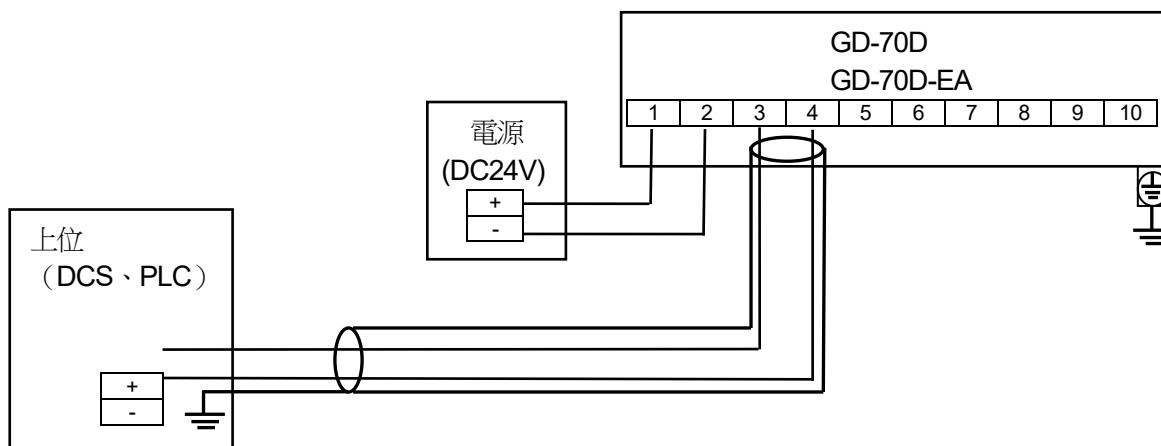 GD-70D
GD-70D-EA
1 2 3 4 5 6 7 8 9 10
電源
(DC24V)
+
-
上位
（DCS、PLC）
+
-